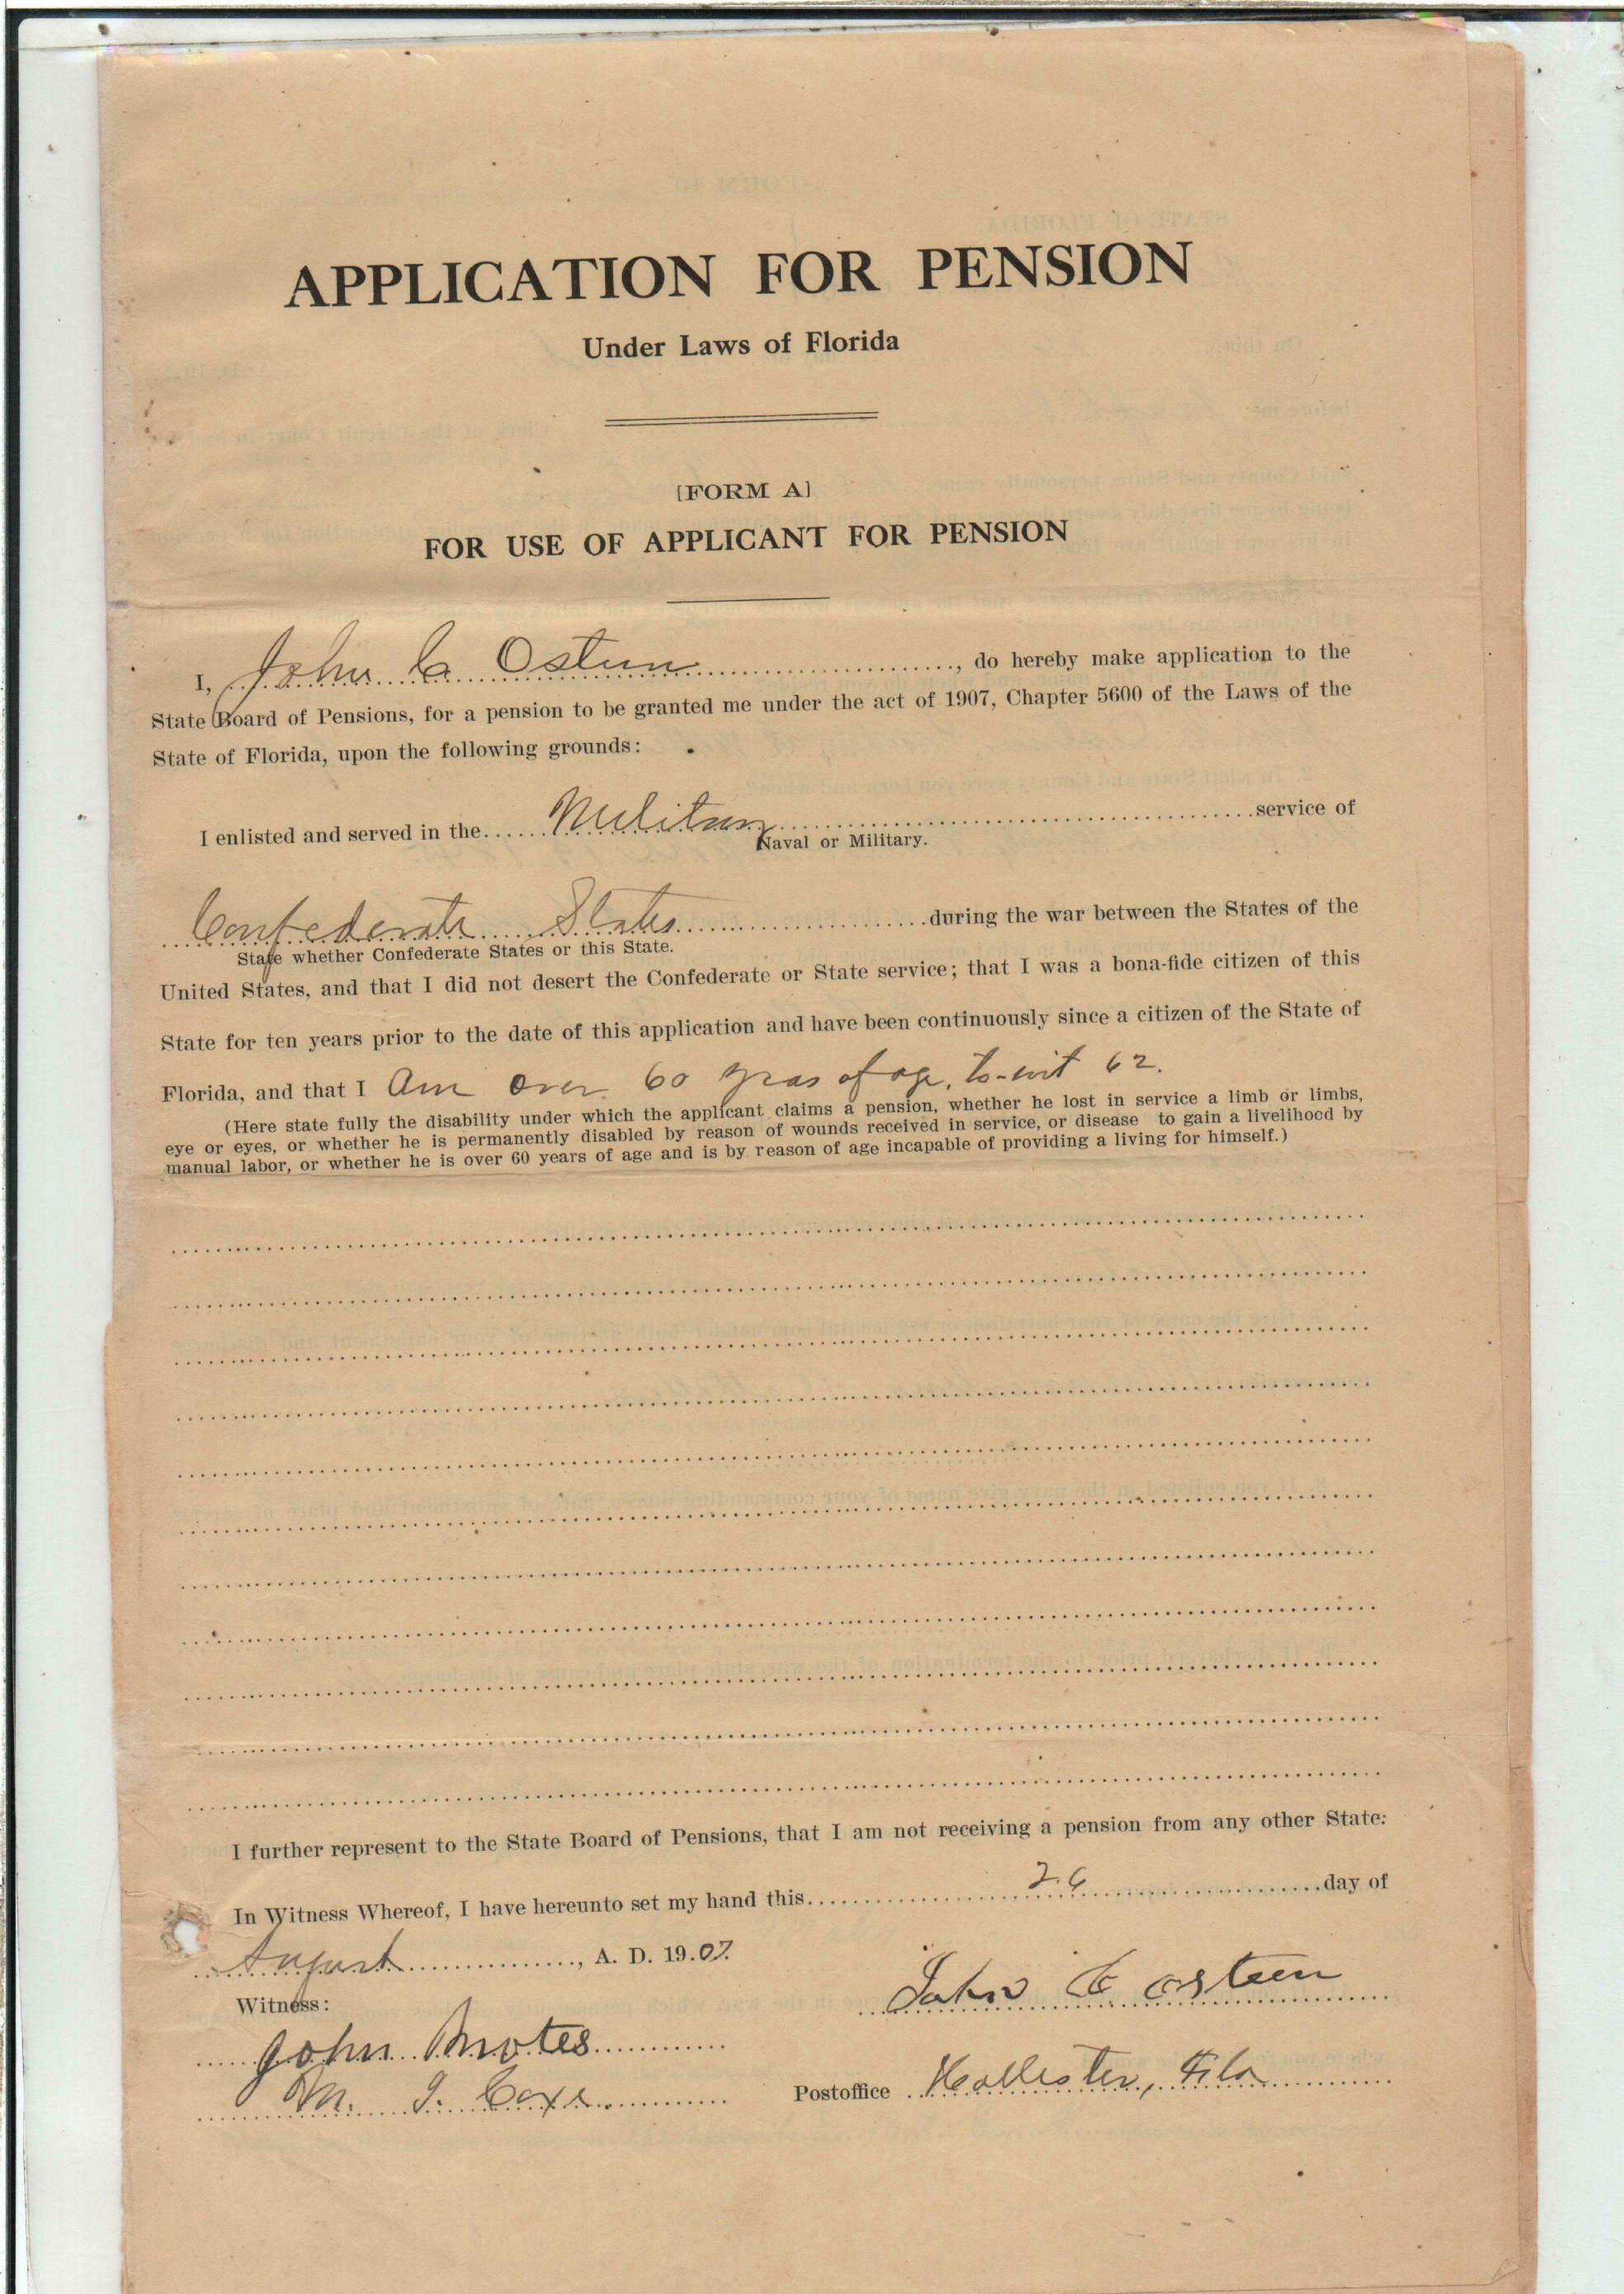 APPLICATION FOR PENSION
Under Laws of Florida
[FORM A]
FOR USE OF APPLICANT FOR PENSION
I, John C Osteen, do hereby make application to the
State Board of Pensions, for a pension to be granted me under the act of 1907, Chapter 5600 of the Laws of the
State of Florida, upon the following grounds:
I enlisted and served in the Military service of
Naval or Military.
Confederate States during the war between the States of the
State whether Confederate States or this State.
United States, and that I did not desert the Confederate or State service; that I was a bona-fide citizen of this
State for ten years prior to the date of this application and have been continuously since a citizen of the State of
Florida, and that I am over 60 years of age, to-wit 62.
(Here state fully the disability under which the applicant claims a pension, whether he lost in service a limb or limbs,
eye or eyes, or whether he is permanently disabled by reason of wounds received in service, or disease to gain a livelihood by
manual labor, or whether he is over 60 years of age and is by reason of age incapable of providing a living for himself.)
I further represent to the State Board of Pensions, that I am not receiving a pension from any other State.
In Witness Whereof, I have hereunto set my hand this 26 day of
August, A. D. 1907.
John C Osteen
Witness:
John Motes
M. J.
Postoffice Hollister, Fla